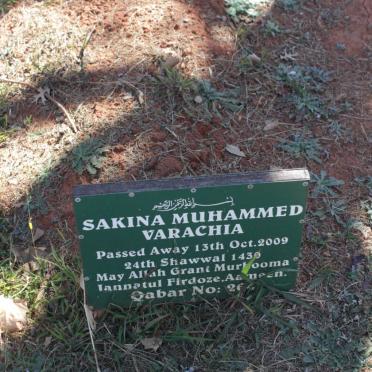 بسم الله الرحمن الرحيم
SAKINA MUHAMMED
VARACHIA
Passed Away 13th Oct.2009
24th Shawwal 1430
May Allah Grant Murhooma
Jannatul Firdoze. Aameen.
Qabar No: